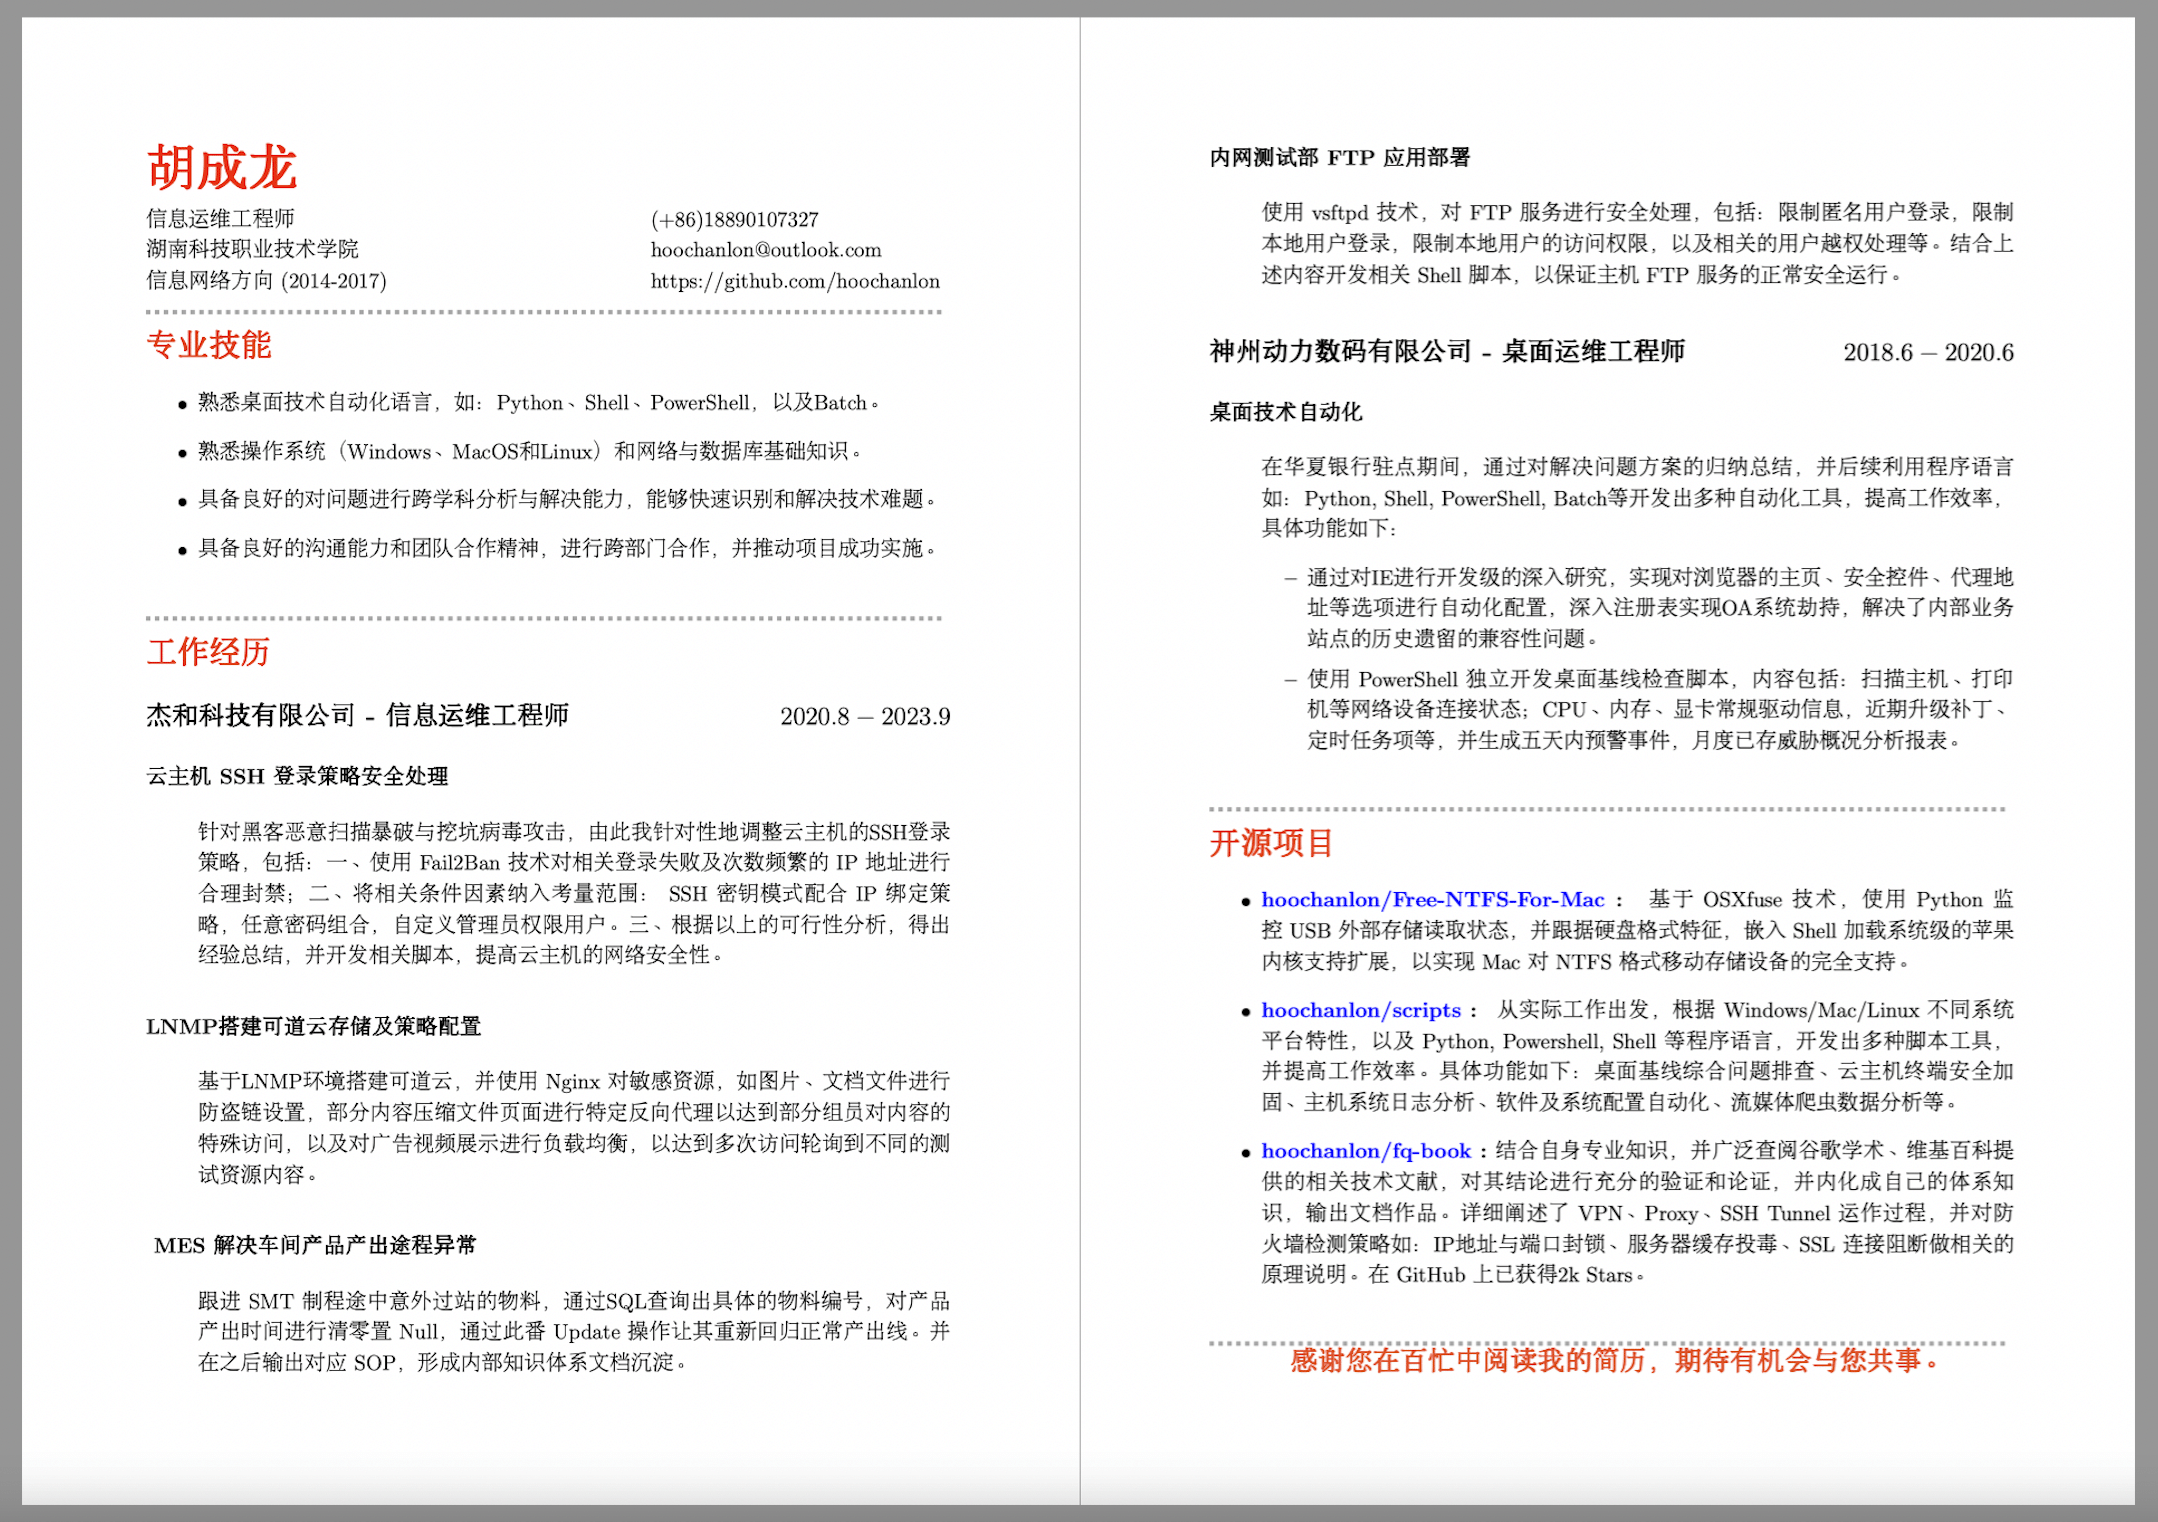 胡成龙
信息运维工程师
(+86)18890107327
湖南科技职业技术学院
hoochanlon@outlook.com
信息网络方向 (2014-2017)
https://github.com/hoochanlon
专业技能
• 熟悉桌面技术自动化语言，如：Python、Shell、PowerShell，以及Batch。
• 熟悉操作系统（Windows、MacOS和Linux）和网络与数据库基础知识。
• 具备良好的对问题进行跨学科分析与解决能力，能够快速识别和解决技术难题。
• 具备良好的沟通能力和团队合作精神，进行跨部门合作，并推动项目成功实施。
工作经历
杰和科技有限公司 - 信息运维工程师 2020.8 – 2023.9
云主机 SSH 登录策略安全处理
针对黑客恶意扫描暴破与挖坑病毒攻击，由此我针对性地调整云主机的SSH登录
策略，包括：一、使用 Fail2Ban 技术对相关登录失败及次数频繁的 IP 地址进行
合理封禁；二、将相关条件因素纳入考量范围： SSH 密钥模式配合 IP 绑定策
略，任意密码组合，自定义管理员权限用户。三、根据以上的可行性分析，得出
经验总结，并开发相关脚本，提高云主机的网络安全性。
LNMP搭建可道云存储及策略配置
基于LNMP环境搭建可道云，并使用 Nginx 对敏感资源，如图片、文档文件进行
防盗链设置，部分内容压缩文件页面进行特定反向代理以达到部分组员对内容的
特殊访问，以及对广告视频展示进行负载均衡，以达到多次访问轮询到不同的测
试资源内容。
MES 解决车间产品产出途程异常
跟进 SMT 制程途中意外过站的物料，通过SQL查询出具体的物料编号，对产品
产出时间进行清零置 Null，通过此番 Update 操作让其重新回归正常产出线。并
在之后输出对应 SOP，形成内部知识体系文档沉淀。
内网测试部 FTP 应用部署
使用 vsftpd 技术，对 FTP 服务进行安全处理，包括：限制匿名用户登录，限制
本地用户登录，限制本地用户的访问权限，以及相关的用户越权处理等。结合上
述内容开发相关 Shell 脚本，以保证主机 FTP 服务的正常安全运行。
神州动力数码有限公司 - 桌面运维工程师 2018.6 – 2020.6
桌面技术自动化
在华夏银行驻点期间，通过对解决问题方案的归纳总结，并后续利用程序语言
如：Python, Shell, PowerShell, Batch等开发出多种自动化工具，提高工作效率，
具体功能如下：
– 通过对IE进行开发级的深入研究，实现对浏览器的主页、安全控件、代理地
址等选项进行自动化配置，深入注册表实现OA系统劫持，解决了内部业务
站点的历史遗留的兼容性问题。
– 使用 PowerShell 独立开发桌面基线检查脚本，内容包括：扫描主机、打印
机等网络设备连接状态；CPU、内存、显卡常规驱动信息，近期升级补丁、
定时任务项等，并生成五天内预警事件，月度已存威胁概况分析报表。
开源项目
• hoochanlon/Free-NTFS-For-Mac： 基于 OSXfuse 技术，使用 Python 监
控 USB 外部存储读取状态，并跟据硬盘格式特征，嵌入 Shell 加载系统级的苹果
内核支持扩展，以实现 Mac 对 NTFS 格式移动存储设备的完全支持。
• hoochanlon/scripts： 从实际工作出发，根据 Windows/Mac/Linux 不同系统
平台特性，以及 Python, Powershell, Shell 等程序语言，开发出多种脚本工具，
并提高工作效率。具体功能如下：桌面基线综合问题排查、云主机终端安全加
固、主机系统日志分析、软件及系统配置自动化、流媒体爬虫数据分析等。
• hoochanlon/fq-book：结合自身专业知识，并广泛查阅谷歌学术、维基百科提
供的相关技术文献，对其结论进行充分的验证和论证，并内化成自己的体系知
识，输出文档作品。详细阐述了 VPN、Proxy、SSH Tunnel 运作过程，并对防
火墙检测策略如：IP地址与端口封锁、服务器缓存投毒、SSL 连接阻断做相关的
原理说明。在 GitHub 上已获得2k Stars。
感谢您在百忙中阅读我的简历，期待有机会与您共事。